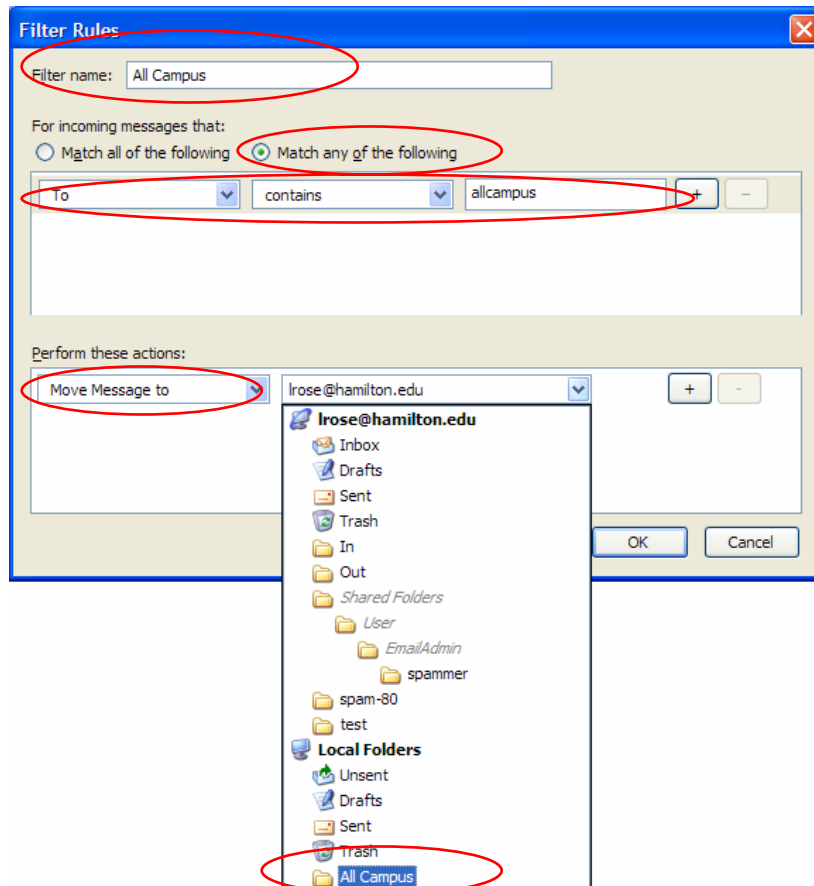 Filter Rules
Filter name: All Campus
For incoming messages that:
Match all of the following Match any of the following
To contains allcampus + -
Perform these actions:
Move Message to lrose@hamilton.edu + -
lrose@hamilton.edu
Inbox
Drafts
Sent
Trash
In
OK Cancel
Out
Shared Folders
User
EmailAdmin
spammer
spam-80
test
Local Folders
Unsent
Drafts
Sent
Trash
All Campus